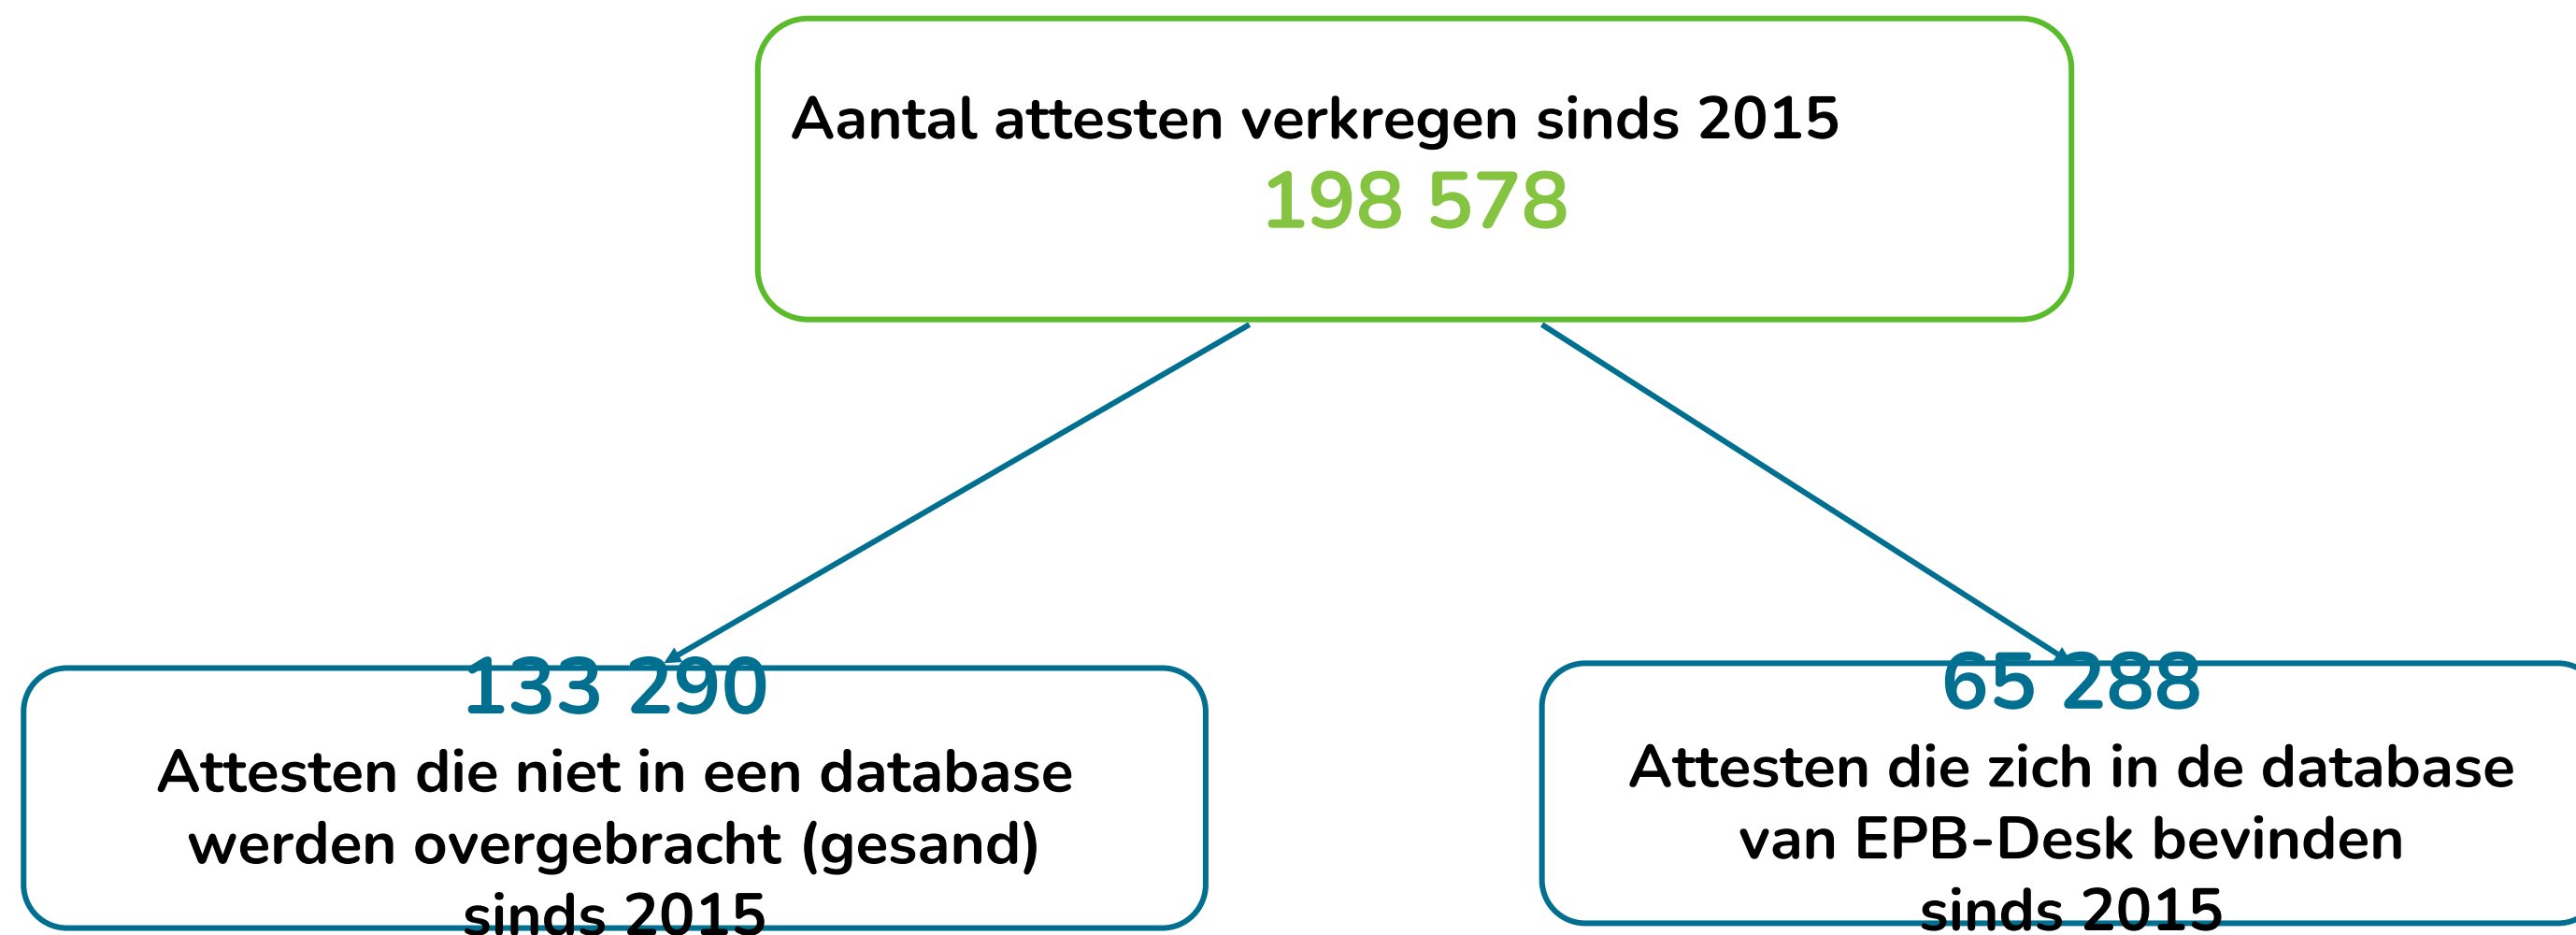 Aantal attesten verkregen sinds 2015
198 578
133 290
Attesten die niet in een database
werden overgebracht (gesand)
sinds 2015
65 288
Attesten die zich in de database
van EPB-Desk bevinden
sinds 2015